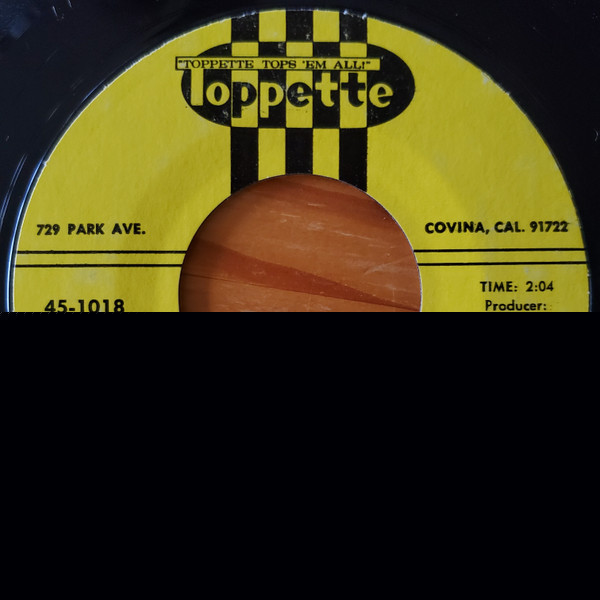 "TOPPETTE TOPS 'EM ALL!"
Toppette
729 PARK AVE.
COVINA, CAL. 91722
45-1018
TIME: 2:04
Producer: